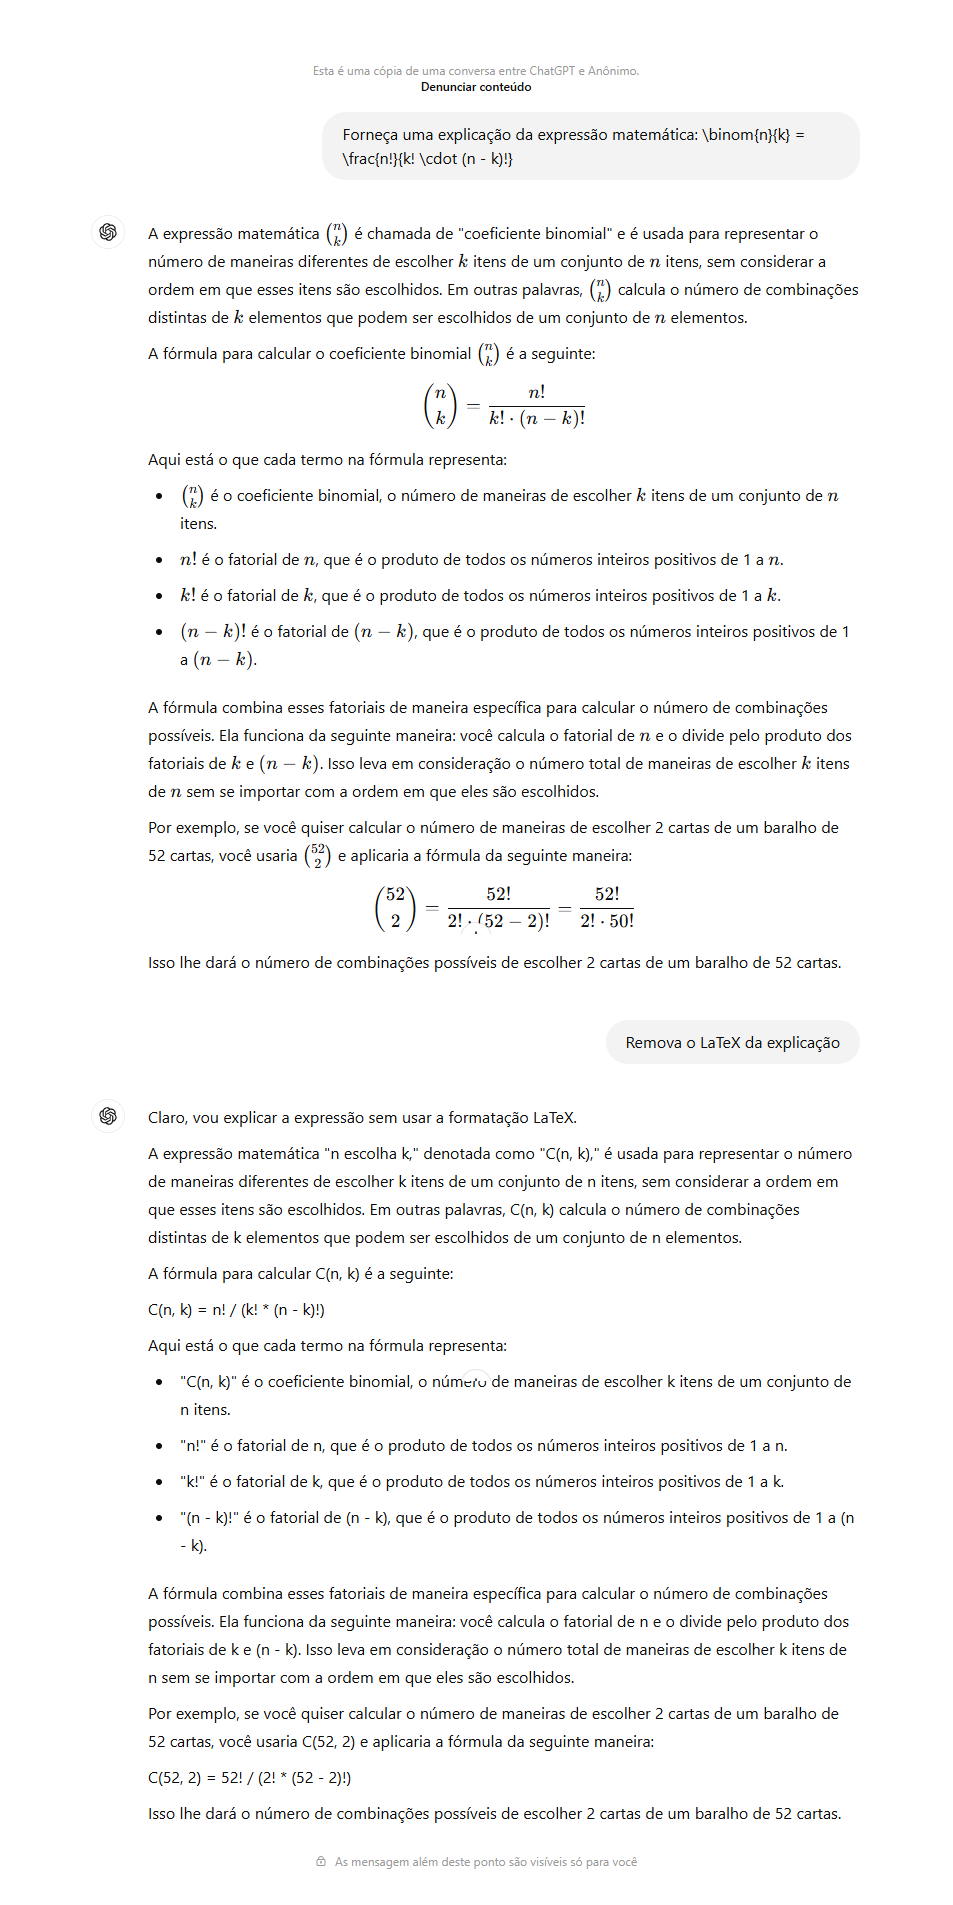 Esta é uma cópia de uma conversa entre ChatGPT e Anônimo.
Denunciar conteúdo
Forneça uma explicação da expressão matemática: \binom{n}{k} =
\frac{n!}{k! \cdot (n - k)!}
A expressão matemática (n k) é chamada de "coeficiente binomial" e é usada para representar o
número de maneiras diferentes de escolher k itens de um conjunto de n itens, sem considerar a
ordem em que esses itens são escolhidos. Em outras palavras, (n k) calcula o número de combinações
distintas de k elementos que podem ser escolhidos de um conjunto de n elementos.
A fórmula para calcular o coeficiente binomial (n k) é a seguinte:
(n k) = n! / k! · (n − k)!
Aqui está o que cada termo na fórmula representa:
• (n k) é o coeficiente binomial, o número de maneiras de escolher k itens de um conjunto de n
itens.
• n! é o fatorial de n, que é o produto de todos os números inteiros positivos de 1 a n.
• k! é o fatorial de k, que é o produto de todos os números inteiros positivos de 1 a k.
• (n − k)! é o fatorial de (n − k), que é o produto de todos os números inteiros positivos de 1
a (n − k).
A fórmula combina esses fatoriais de maneira específica para calcular o número de combinações
possíveis. Ela funciona da seguinte maneira: você calcula o fatorial de n e o divide pelo produto dos
fatoriais de k e (n − k). Isso leva em consideração o número total de maneiras de escolher k itens
de n sem se importar com a ordem em que eles são escolhidos.
Por exemplo, se você quiser calcular o número de maneiras de escolher 2 cartas de um baralho de
52 cartas, você usaria (52 2) e aplicaria a fórmula da seguinte maneira:
(52 2) = 52! / 2! · (52 − 2)! = 52! / 2! · 50!
Isso lhe dará o número de combinações possíveis de escolher 2 cartas de um baralho de 52 cartas.
Remova o LaTeX da explicação
Claro, vou explicar a expressão sem usar a formatação LaTeX.
A expressão matemática "n escolha k," denotada como "C(n, k)," é usada para representar o número
de maneiras diferentes de escolher k itens de um conjunto de n itens, sem considerar a ordem em
que esses itens são escolhidos. Em outras palavras, C(n, k) calcula o número de combinações
distintas de k elementos que podem ser escolhidos de um conjunto de n elementos.
A fórmula para calcular C(n, k) é a seguinte:
C(n, k) = n! / (k! * (n - k)!)
Aqui está o que cada termo na fórmula representa:
• "C(n, k)" é o coeficiente binomial, o número de maneiras de escolher k itens de um conjunto de
n itens.
• "n!" é o fatorial de n, que é o produto de todos os números inteiros positivos de 1 a n.
• "k!" é o fatorial de k, que é o produto de todos os números inteiros positivos de 1 a k.
• "(n - k)!" é o fatorial de (n - k), que é o produto de todos os números inteiros positivos de 1 a (n
- k).
A fórmula combina esses fatoriais de maneira específica para calcular o número de combinações
possíveis. Ela funciona da seguinte maneira: você calcula o fatorial de n e o divide pelo produto dos
fatoriais de k e (n - k). Isso leva em consideração o número total de maneiras de escolher k itens de
n sem se importar com a ordem em que eles são escolhidos.
Por exemplo, se você quiser calcular o número de maneiras de escolher 2 cartas de um baralho de
52 cartas, você usaria C(52, 2) e aplicaria a fórmula da seguinte maneira:
C(52, 2) = 52! / (2! * (52 - 2)!)
Isso lhe dará o número de combinações possíveis de escolher 2 cartas de um baralho de 52 cartas.
As mensagem além deste ponto são visíveis só para você